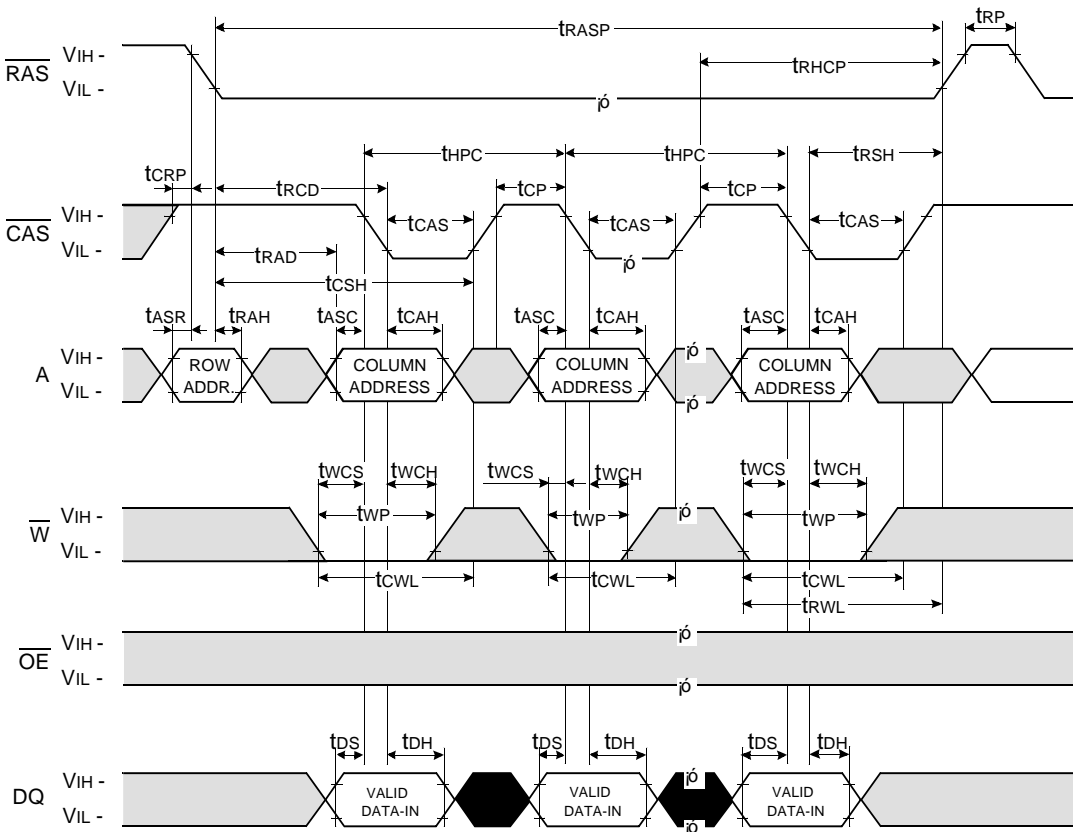 tRASP
tRP
tRHCP
RAS
VIH -
VIL -
¡ó
tHPC
tHPC
tRSH
tCRP
tRCD
tCP
tCP
CAS
VIH -
VIL -
tCAS
tCAS
tCAS
¡ó
tRAD
tCSH
tASR
tRAH
tASC
tCAH
tASC
tCAH
tASC
tCAH
A
VIH -
VIL -
ROW
ADDR.
COLUMN
ADDRESS
COLUMN
ADDRESS
¡ó
¡ó
COLUMN
ADDRESS
tWCS
tWCH
tWCS
tWCH
tWCS
tWCH
tWP
tWP
tWP
W
VIH -
VIL -
¡ó
tCWL
tCWL
tCWL
tRWL
OE
VIH -
VIL -
¡ó
¡ó
tDS
tDH
tDS
tDH
tDS
tDH
DQ
VIH -
VIL -
VALID
DATA-IN
VALID
DATA-IN
¡ó
¡ó
VALID
DATA-IN